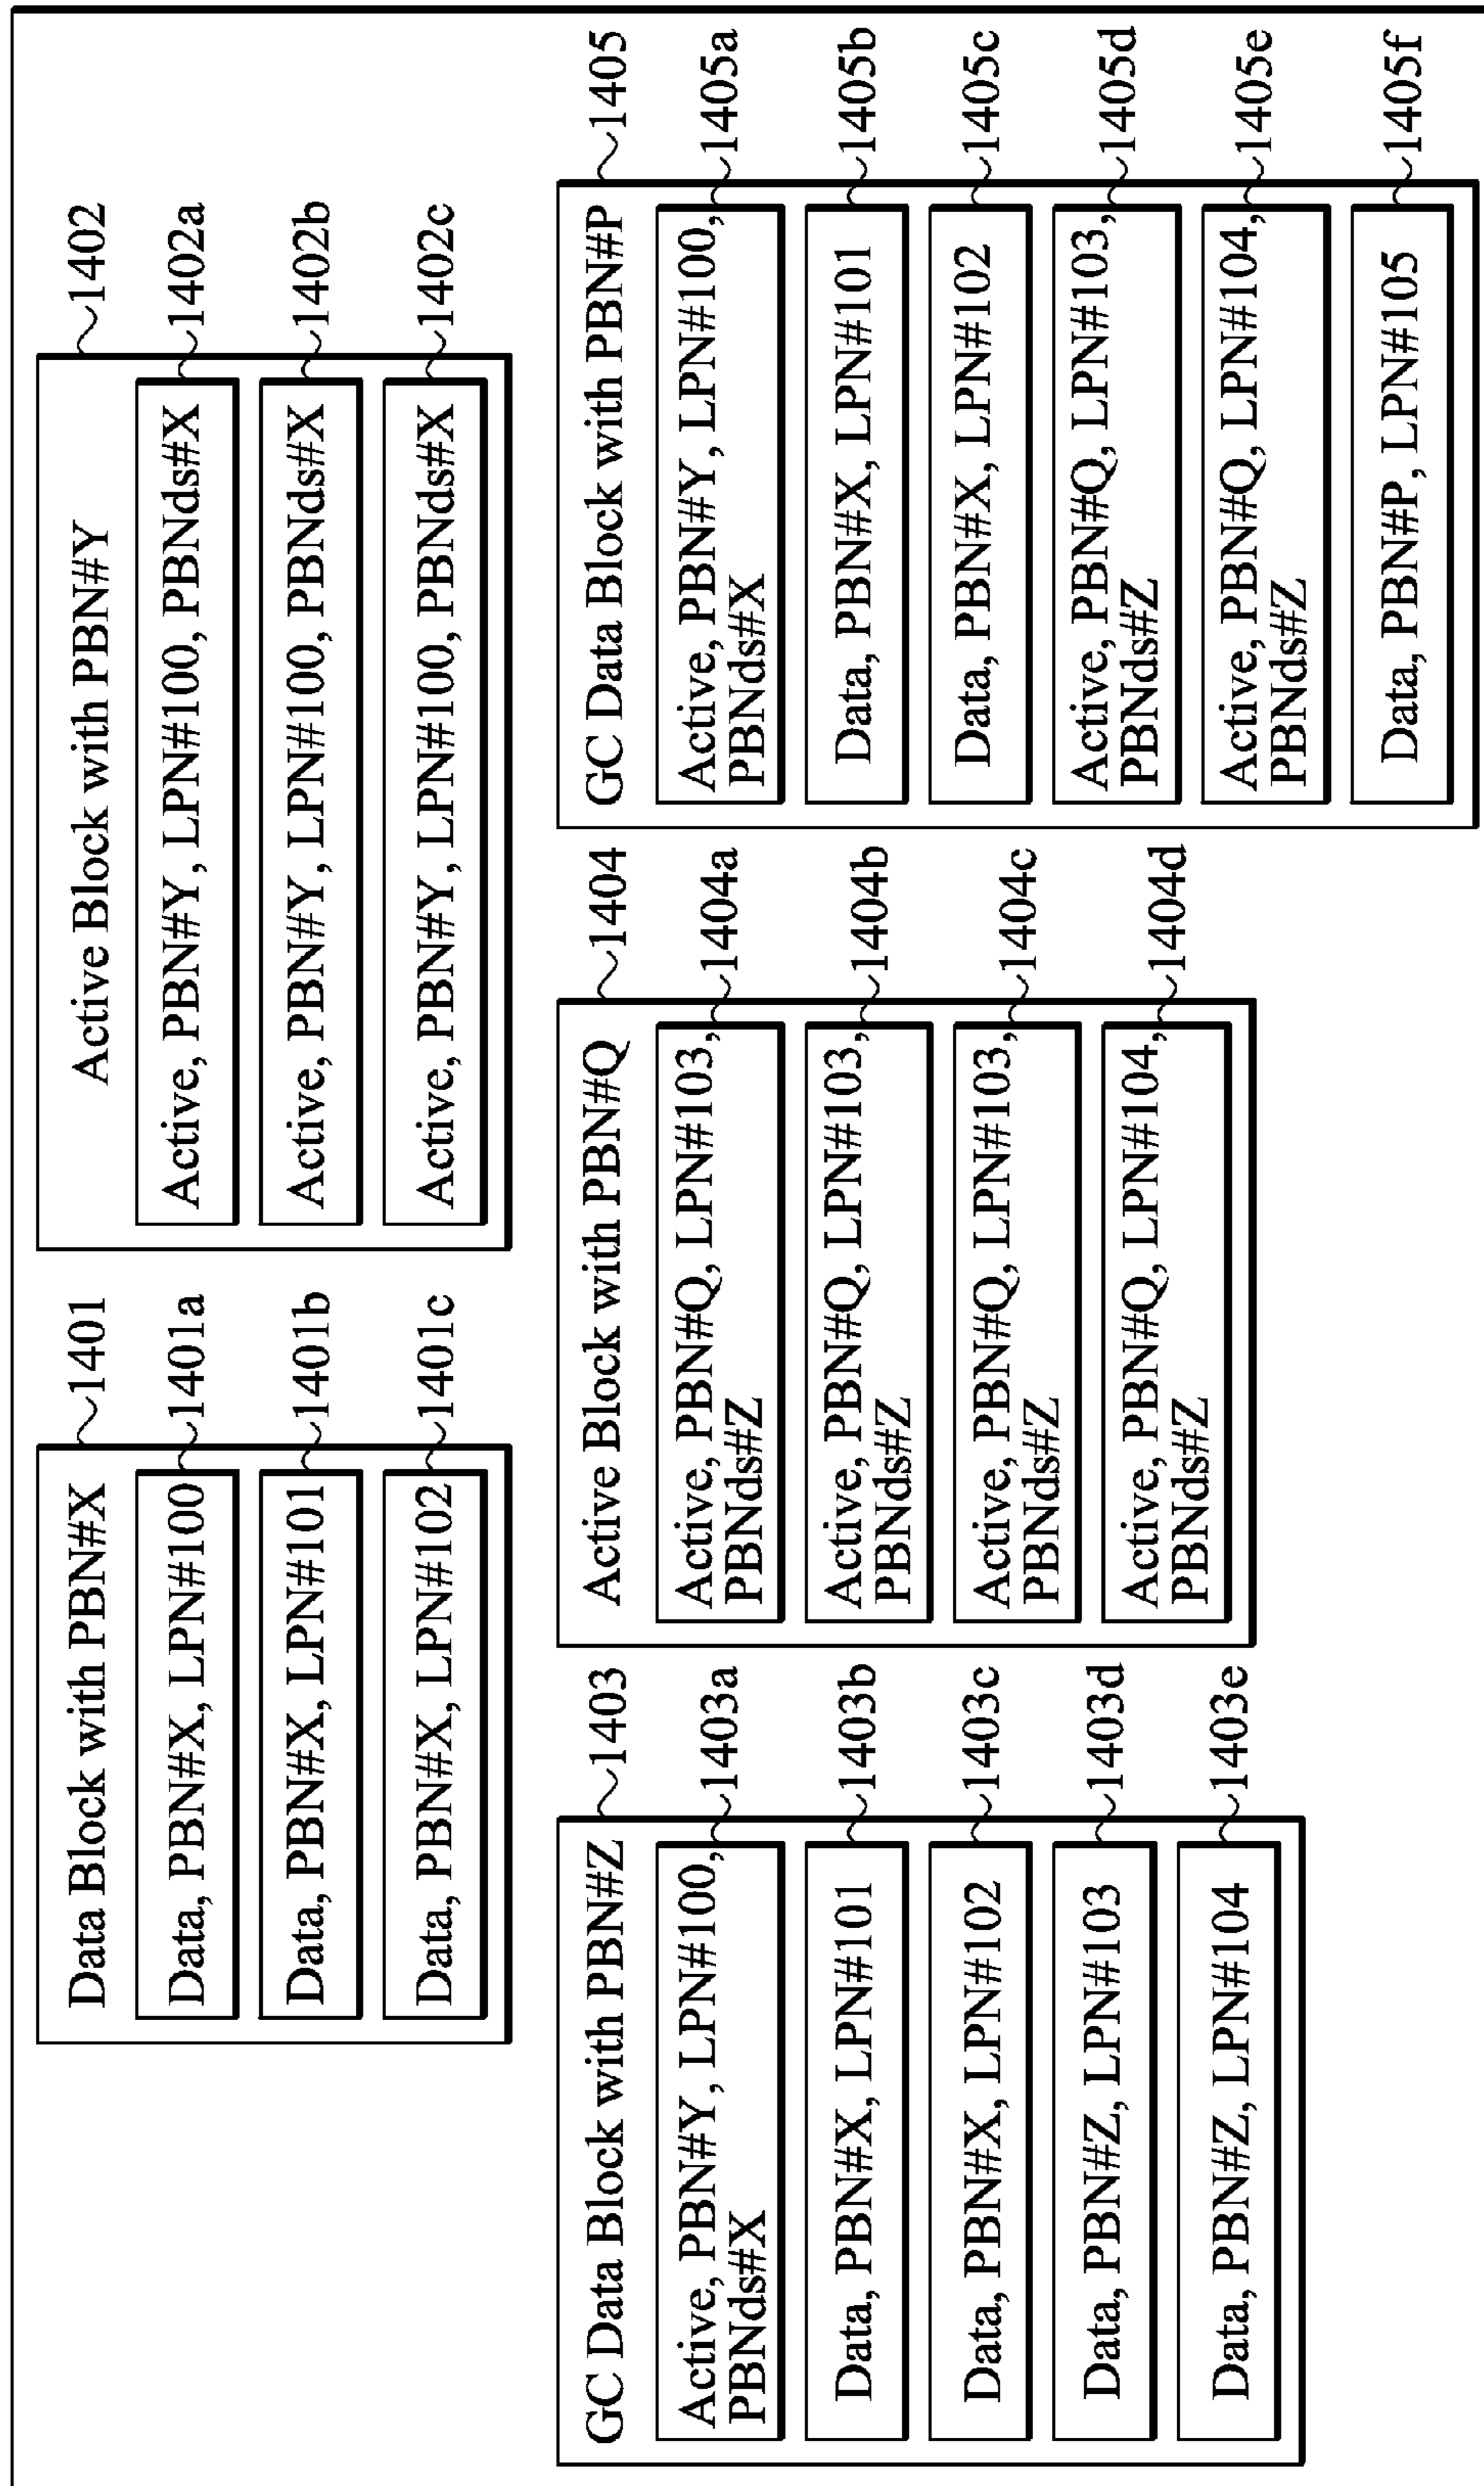 Data Block with PBN#X
1401
Data, PBN#X, LPN#100
1401a
Data, PBN#X, LPN#101
1401b
Data, PBN#X, LPN#102
1401c
Active Block with PBN#Y
1402
Active, PBN#Y, LPN#100, PBNds#X
1402a
Active, PBN#Y, LPN#100, PBNds#X
1402b
Active, PBN#Y, LPN#100, PBNds#X
1402c
GC Data Block with PBN#Z
1403
Active, PBN#Y, LPN#100,
PBNds#X
1403a
Data, PBN#X, LPN#101
1403b
Data, PBN#X, LPN#102
1403c
Data, PBN#Z, LPN#103
1403d
Data, PBN#Z, LPN#104
1403e
Active Block with PBN#Q
1404
Active, PBN#Q, LPN#103,
PBNds#Z
1404a
Active, PBN#Q, LPN#103,
PBNds#Z
1404b
Active, PBN#Q, LPN#103,
PBNds#Z
1404c
Active, PBN#Q, LPN#104,
PBNds#Z
1404d
GC Data Block with PBN#P
1405
Active, PBN#Y, LPN#100,
PBNds#X
1405a
Data, PBN#X, LPN#101
1405b
Data, PBN#X, LPN#102
1405c
Active, PBN#Q, LPN#103,
PBNds#Z
1405d
Active, PBN#Q, LPN#104,
PBNds#Z
1405e
Data, PBN#P, LPN#105
1405f